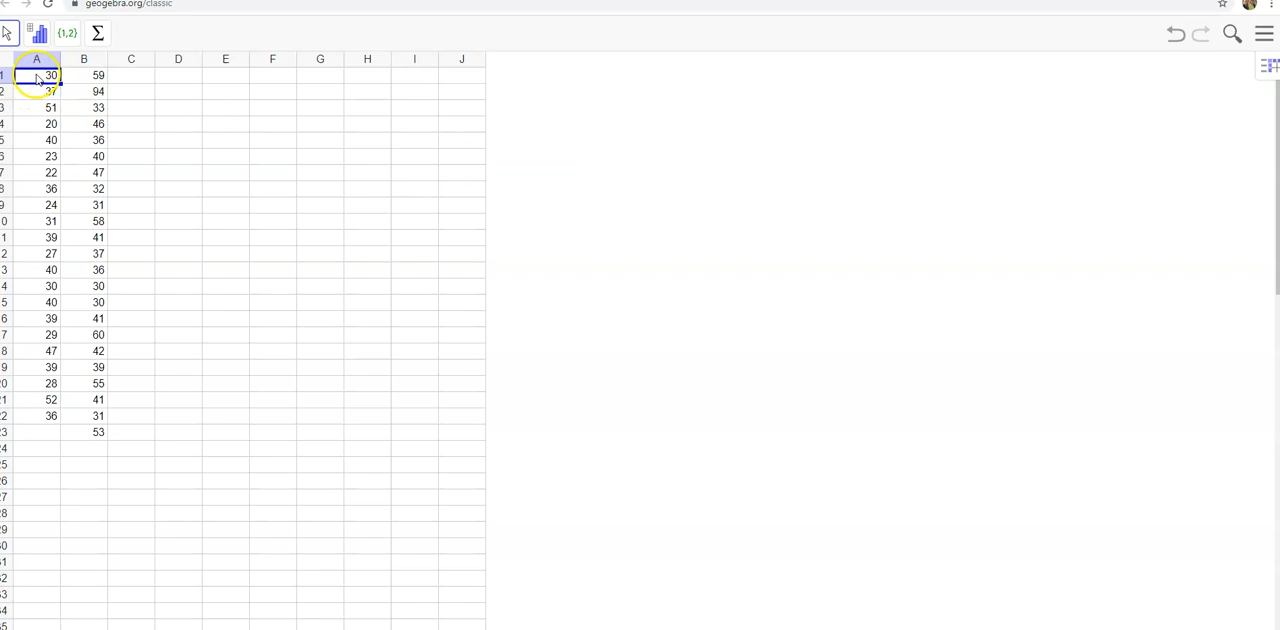 geogebra.org/classic
{1,2} Σ
A B C D E F G H I J
1 30 59
2 37 94
3 51 33
4 20 46
5 40 36
6 23 40
7 22 47
8 36 32
9 24 31
0 31 58
1 39 41
2 27 37
3 40 36
4 30 30
5 40 30
6 39 41
7 29 60
8 47 42
9 39 39
20 28 55
21 52 41
22 36 31
23 53
24
25
26
27
28
29
30
31
32
33
34
35